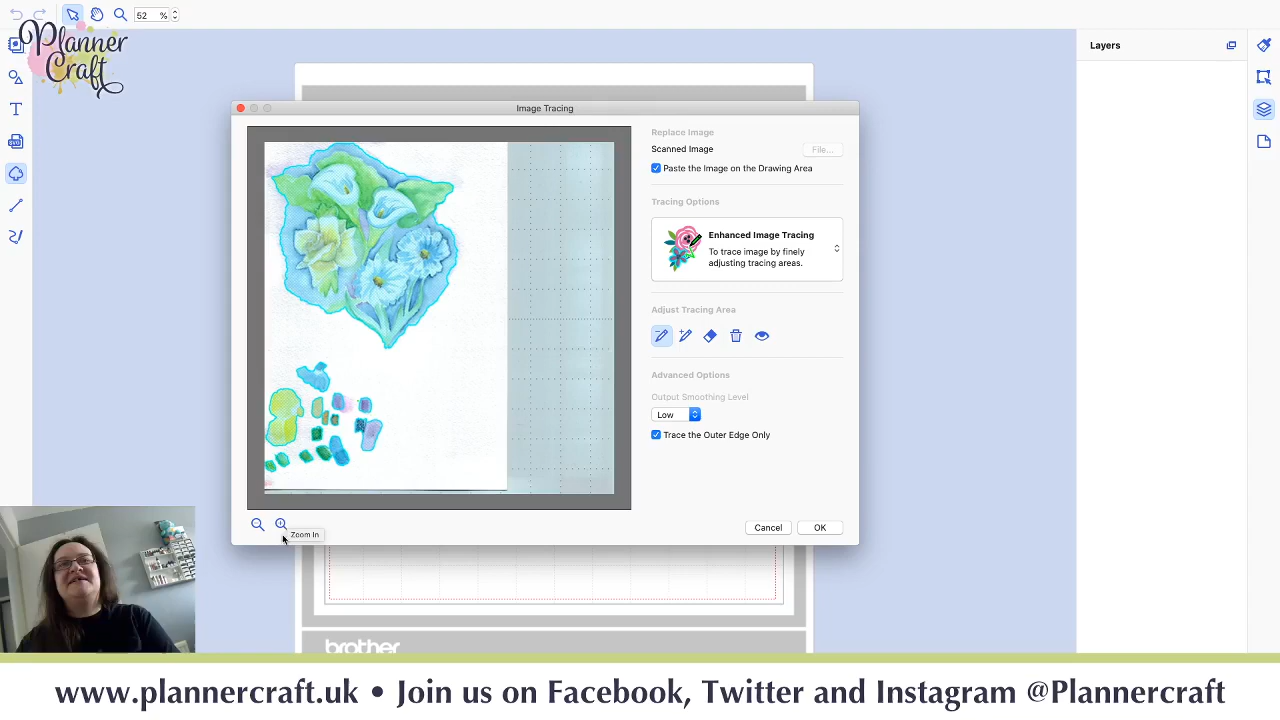 52 %
Planner
Craft
Layers
Image Tracing
Replace Image
Scanned Image
File...
Paste the Image on the Drawing Area
Tracing Options
Enhanced Image Tracing
To trace image by finely
adjusting tracing areas.
Adjust Tracing Area
Advanced Options
Output Smoothing Level
Low
Trace the Outer Edge Only
Zoom In
Cancel
OK
brother
www.plannercraft.uk • Join us on Facebook, Twitter and Instagram @Plannercraft